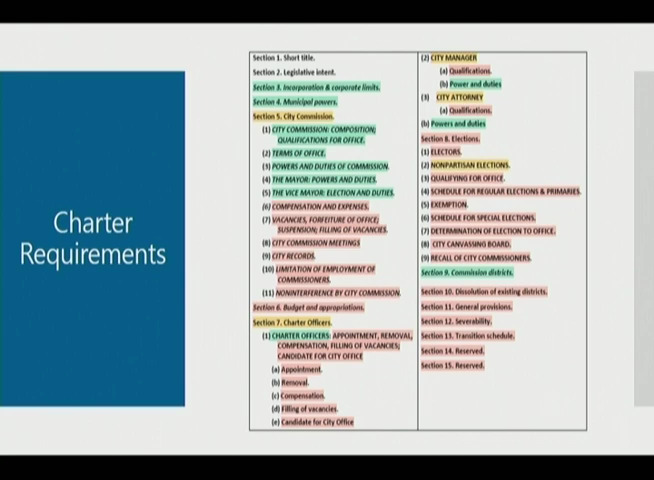 Charter
Requirements
Section 1. Short title.
Section 2. Legislative intent.
Section 3. Incorporation & corporate limits.
Section 4. Municipal powers.
Section 5. City Commission.
(1) CITY COMMISSION: COMPOSITION;
QUALIFICATIONS FOR OFFICE.
(2) TERMS OF OFFICE.
(3) POWERS AND DUTIES OF COMMISSION.
(4) THE MAYOR: POWERS AND DUTIES.
(5) THE VICE MAYOR: ELECTION AND DUTIES.
(6) COMPENSATION AND EXPENSES.
(7) VACANCIES, FORFEITURE OF OFFICE;
SUSPENSION; FILLING OF VACANCIES.
(8) CITY COMMISSION MEETINGS
(9) CITY RECORDS.
(10) LIMITATION OF EMPLOYMENT OF
COMMISSIONERS.
(11) NONINTERFERENCE BY CITY COMMISSION.
Section 6. Budget and appropriations.
Section 7. Charter Officers.
(1) CHARTER OFFICERS: APPOINTMENT, REMOVAL,
COMPENSATION, FILLING OF VACANCIES;
CANDIDATE FOR CITY OFFICE
(a) Appointment.
(b) Removal.
(c) Compensation.
(d) Filling of vacancies.
(e) Candidate for City Office
(2) CITY MANAGER
(a) Qualifications.
(b) Power and duties
(3) CITY ATTORNEY
(a) Qualifications.
(b) Powers and duties
Section 8. Elections.
(1) ELECTORS.
(2) NONPARTISAN ELECTIONS.
(3) QUALIFYING FOR OFFICE.
(4) SCHEDULE FOR REGULAR ELECTIONS & PRIMARIES.
(5) EXEMPTION.
(6) SCHEDULE FOR SPECIAL ELECTIONS.
(7) DETERMINATION OF ELECTION TO OFFICE.
(8) CITY CANVASSING BOARD.
(9) RECALL OF CITY COMMISSIONERS.
Section 9. Commission districts.
Section 10. Dissolution of existing districts.
Section 11. General provisions.
Section 12. Severability.
Section 13. Transition schedule.
Section 14. Reserved.
Section 15. Reserved.